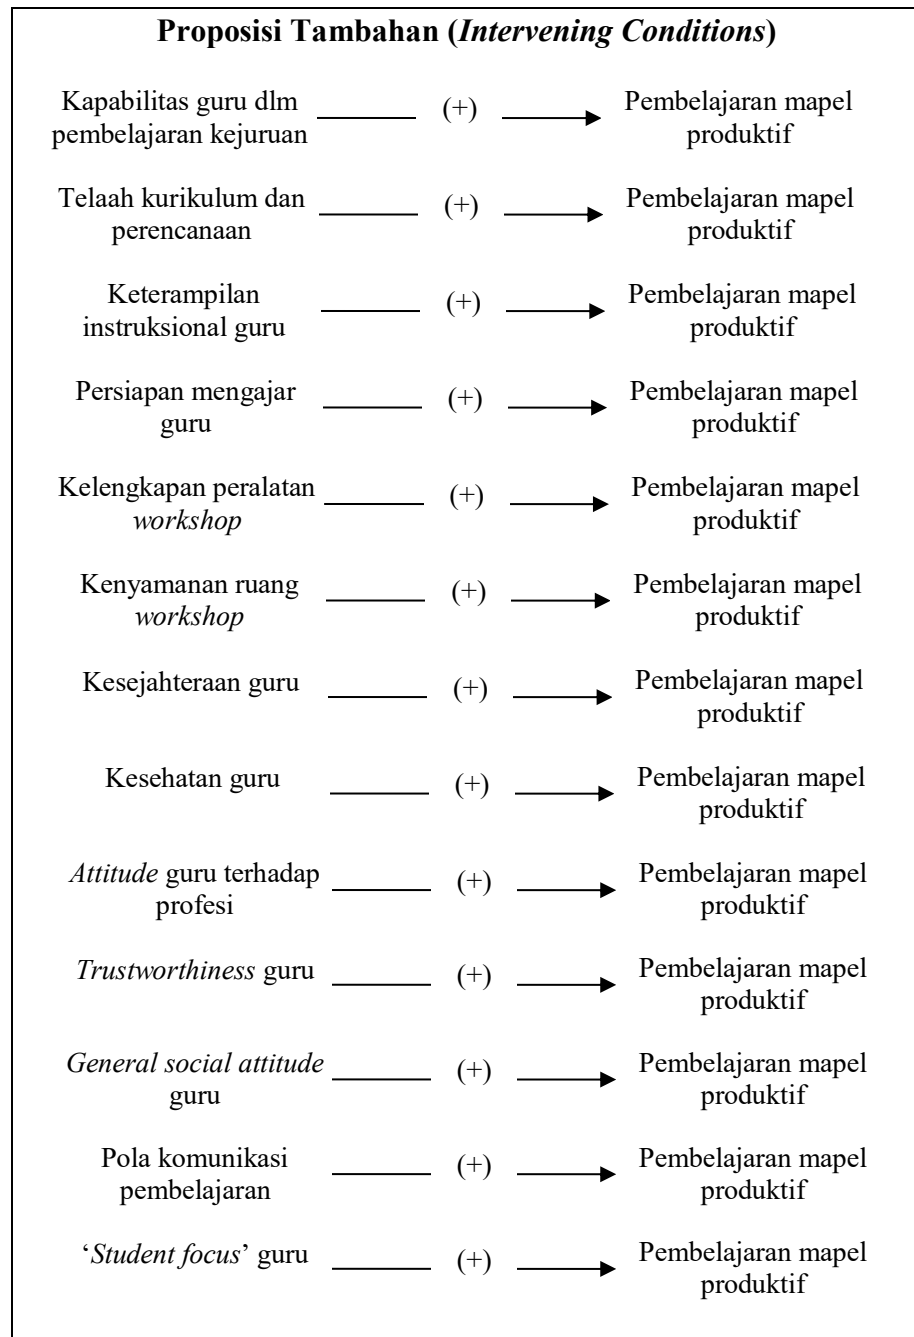 Proposisi Tambahan (Intervening Conditions)
Kapabilitas guru dlm
pembelajaran kejuruan
(+)
Pembelajaran mapel
produktif
Telaah kurikulum dan
perencanaan
(+)
Pembelajaran mapel
produktif
Keterampilan
instruksional guru
(+)
Pembelajaran mapel
produktif
Persiapan mengajar
guru
(+)
Pembelajaran mapel
produktif
Kelengkapan peralatan
workshop
(+)
Pembelajaran mapel
produktif
Kenyamanan ruang
workshop
(+)
Pembelajaran mapel
produktif
Kesejahteraan guru
(+)
Pembelajaran mapel
produktif
Kesehatan guru
(+)
Pembelajaran mapel
produktif
Attitude guru terhadap
profesi
(+)
Pembelajaran mapel
produktif
Trustworthiness guru
(+)
Pembelajaran mapel
produktif
General social attitude
guru
(+)
Pembelajaran mapel
produktif
Pola komunikasi
pembelajaran
(+)
Pembelajaran mapel
produktif
‘Student focus’ guru
(+)
Pembelajaran mapel
produktif